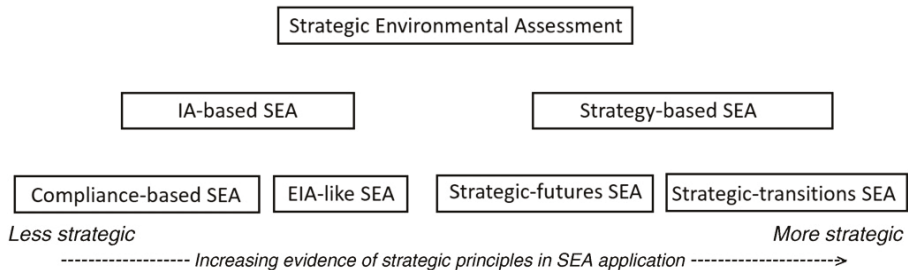 Strategic Environmental Assessment
IA-based SEA
Strategy-based SEA
Compliance-based SEA
EIA-like SEA
Strategic-futures SEA
Strategic-transitions SEA
Less strategic
More strategic
Increasing evidence of strategic principles in SEA application